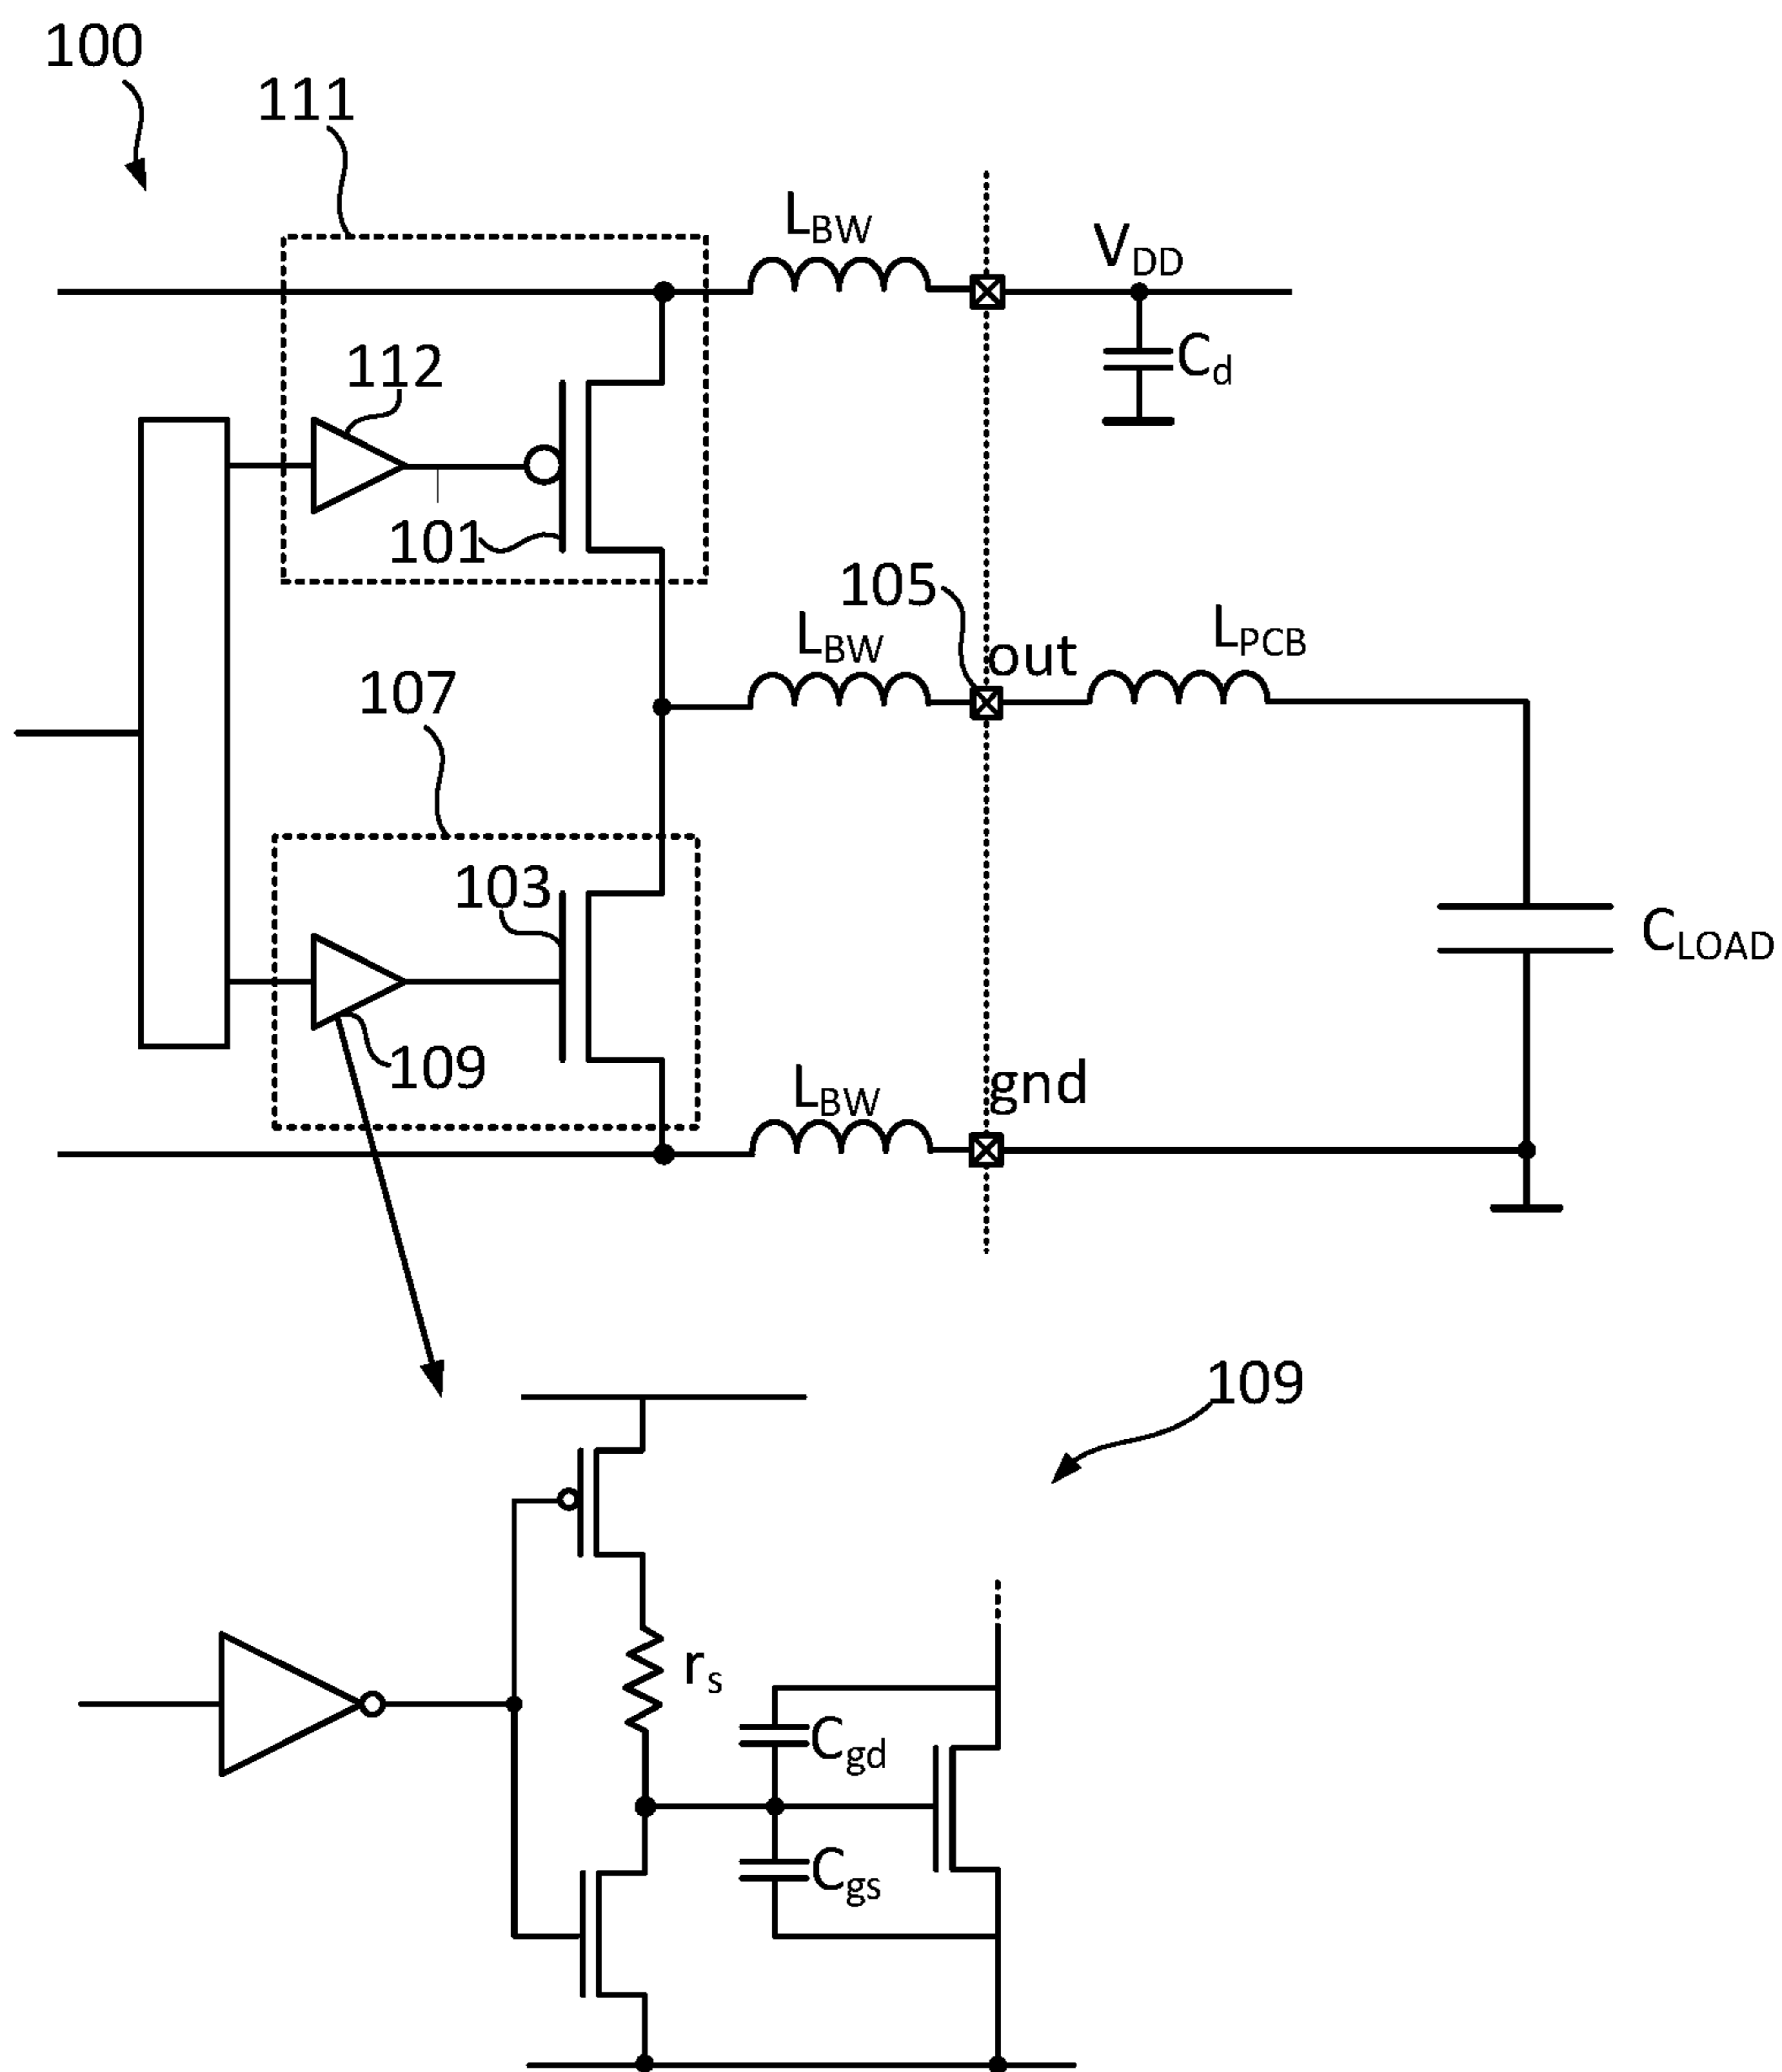 100
111
L_BW
V_DD
112
C_d
101
105
L_BW
out
L_PCB
107
103
C_LOAD
109
L_BW
gnd
109
r_s
C_gd
C_gs